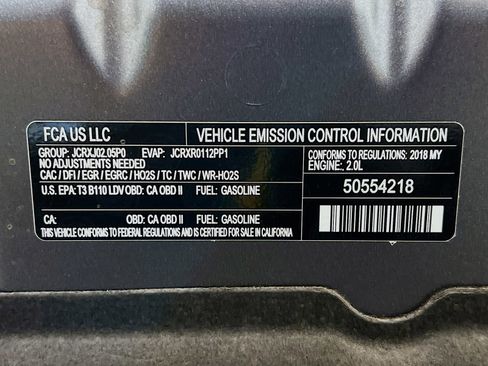 FCA US LLC
VEHICLE EMISSION CONTROL INFORMATION
GROUP: JCRXJ02.05P0 EVAP: JCRXR0112PP1
NO ADJUSTMENTS NEEDED
CAC / DFI / EGR / EGRC / HO2S / TC / TWC / WR-HO2S
CONFORMS TO REGULATIONS: 2018 MY
ENGINE: 2.0L
U.S. EPA: T3 B110 LDV OBD: CA OBD II FUEL: GASOLINE
50554218
CA: OBD: CA OBD II FUEL: GASOLINE
THIS VEHICLE CONFORMS TO FEDERAL REGULATIONS AND IS CERTIFIED FOR SALE IN CALIFORNIA